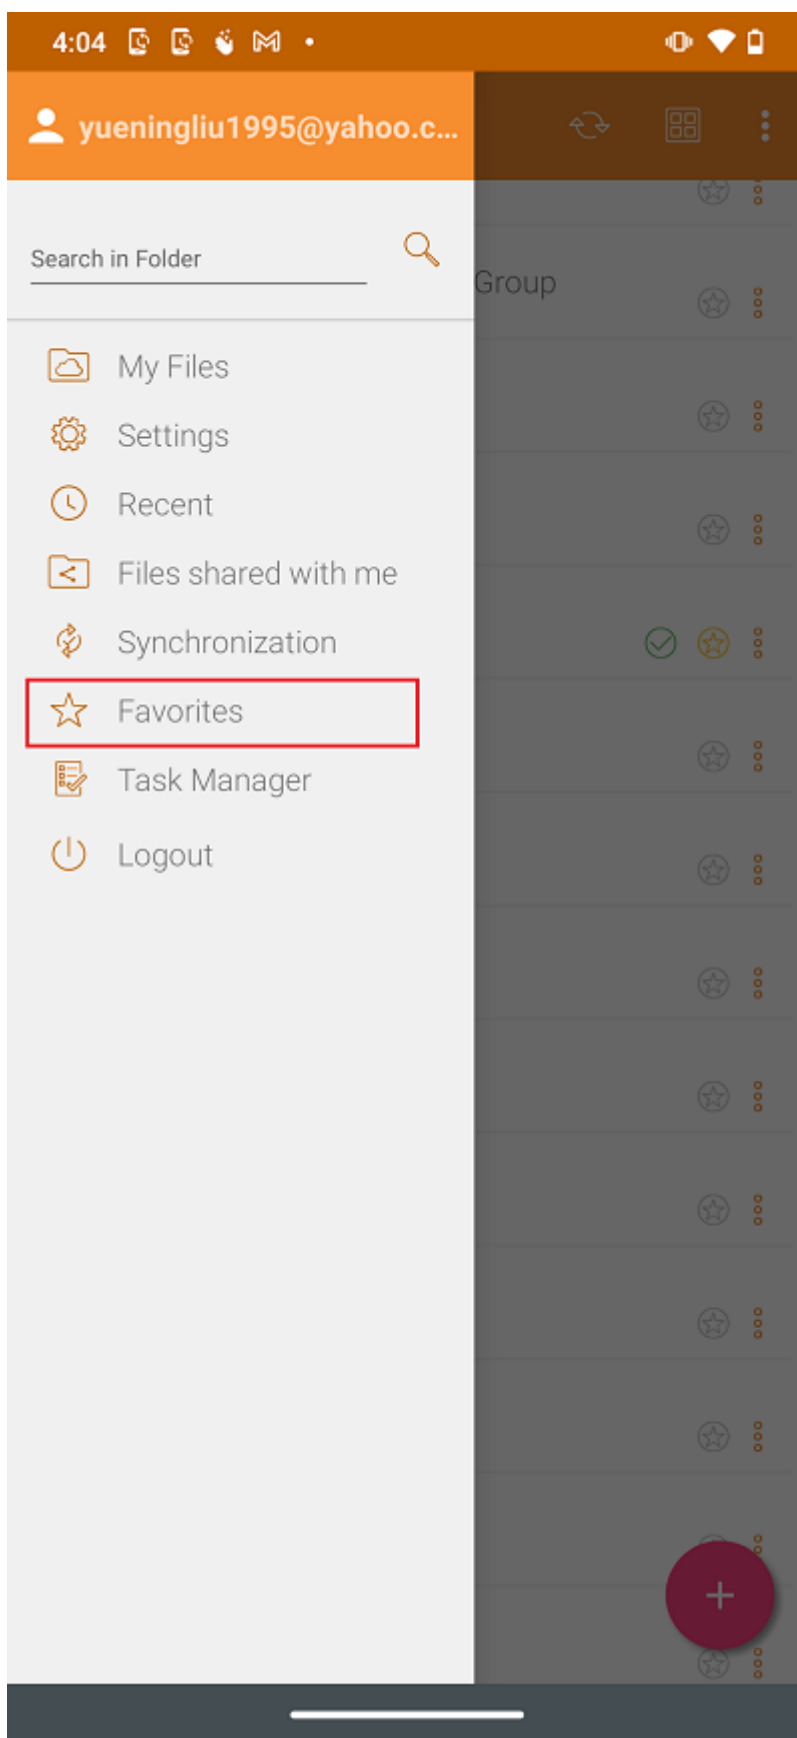 4:04
yueningliu1995@yahoo.c...
Search in Folder
Group
My Files
Settings
Recent
Files shared with me
Synchronization
Favorites
Task Manager
Logout